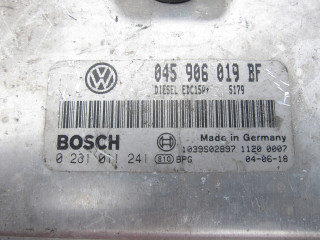 045 906 019 BF
DIESEL EDC15P+ 5179
BOSCH
Made in Germany
1039S02897 1120 0007
0 281 011 241 BPG 04-06-18